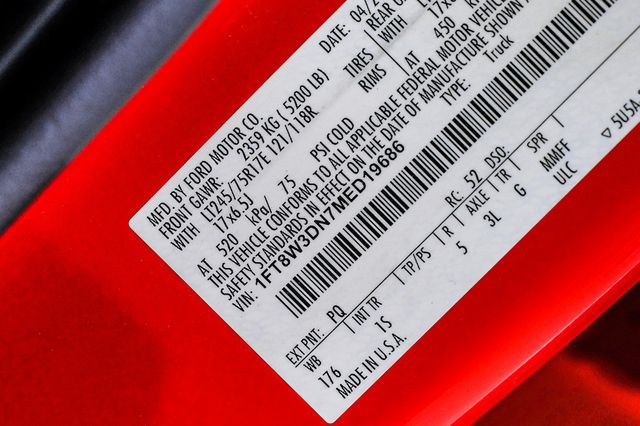 MFD. BY FORD MOTOR CO.
DATE: 04/2
FRONT GAWR: 2359 KG ( 5200 LB)
REAR
WITH LT245/75R17E 121/118R TIRES WITH
17X6.5J RIMS
AT 520 kPa/ 75 PSI COLD AT 450
THIS VEHICLE CONFORMS TO ALL APPLICABLE FEDERAL MOTOR
SAFETY STANDARDS IN EFFECT ON THE DATE OF MANUFACTURE SHOWN
VIN: 1FT8W3DN7MED19686
TYPE: Truck
EXT PNT: PQ RC: 52 DSO:
WB INT TR TP/PS R AXLE TR SPR
176 1S 5 3L G MMFF
MADE IN U.S.A. ULC